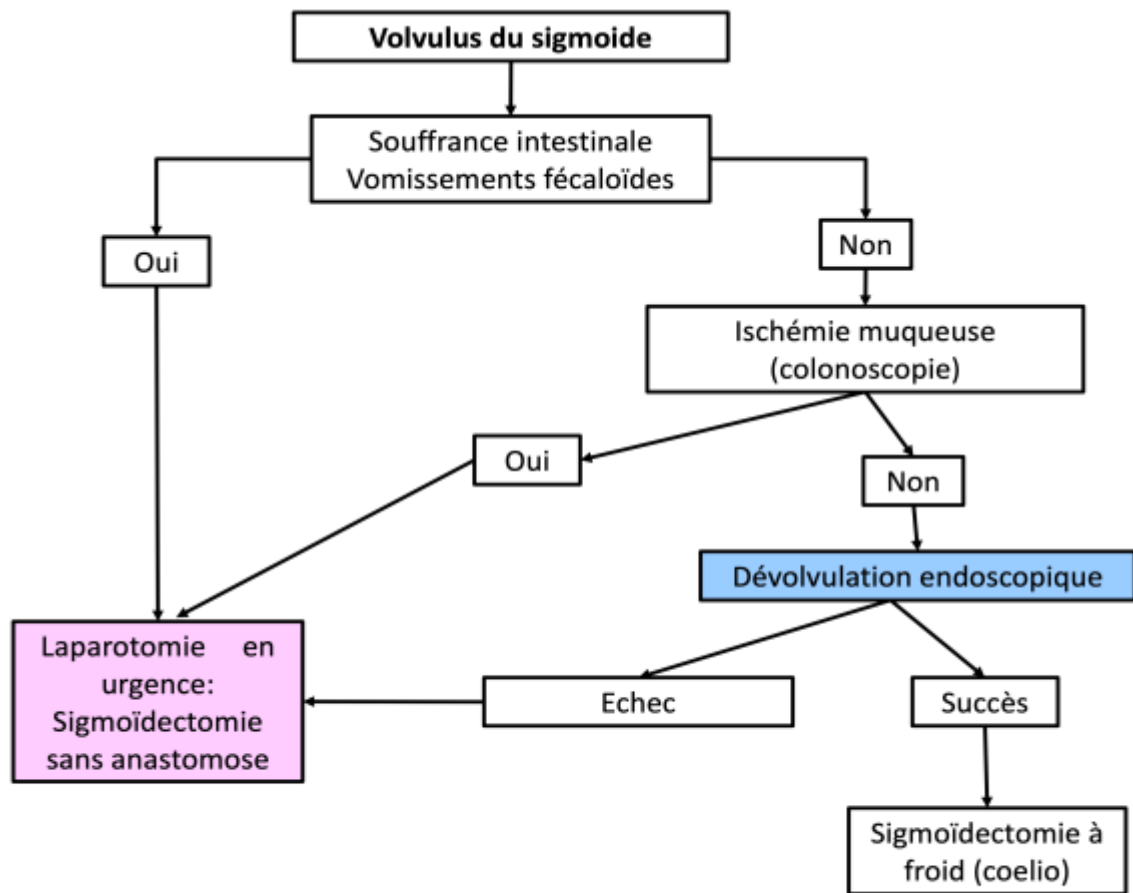 Volvulus du sigmoide
Souffrance intestinale
Vomissements fécaloïdes
Oui
Non
Ischémie muqueuse
(colonoscopie)
Oui
Non
Dévolvulation endoscopique
Laparotomie en
urgence:
Sigmoïdectomie
sans anastomose
Echec
Succès
Sigmoïdectomie à
froid (coelio)